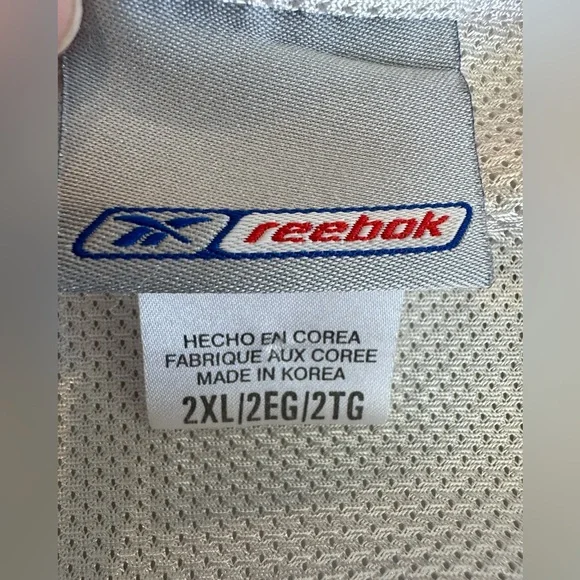 reebok
HECHO EN COREA
FABRIQUE AUX COREE
MADE IN KOREA
2XL/2EG/2TG